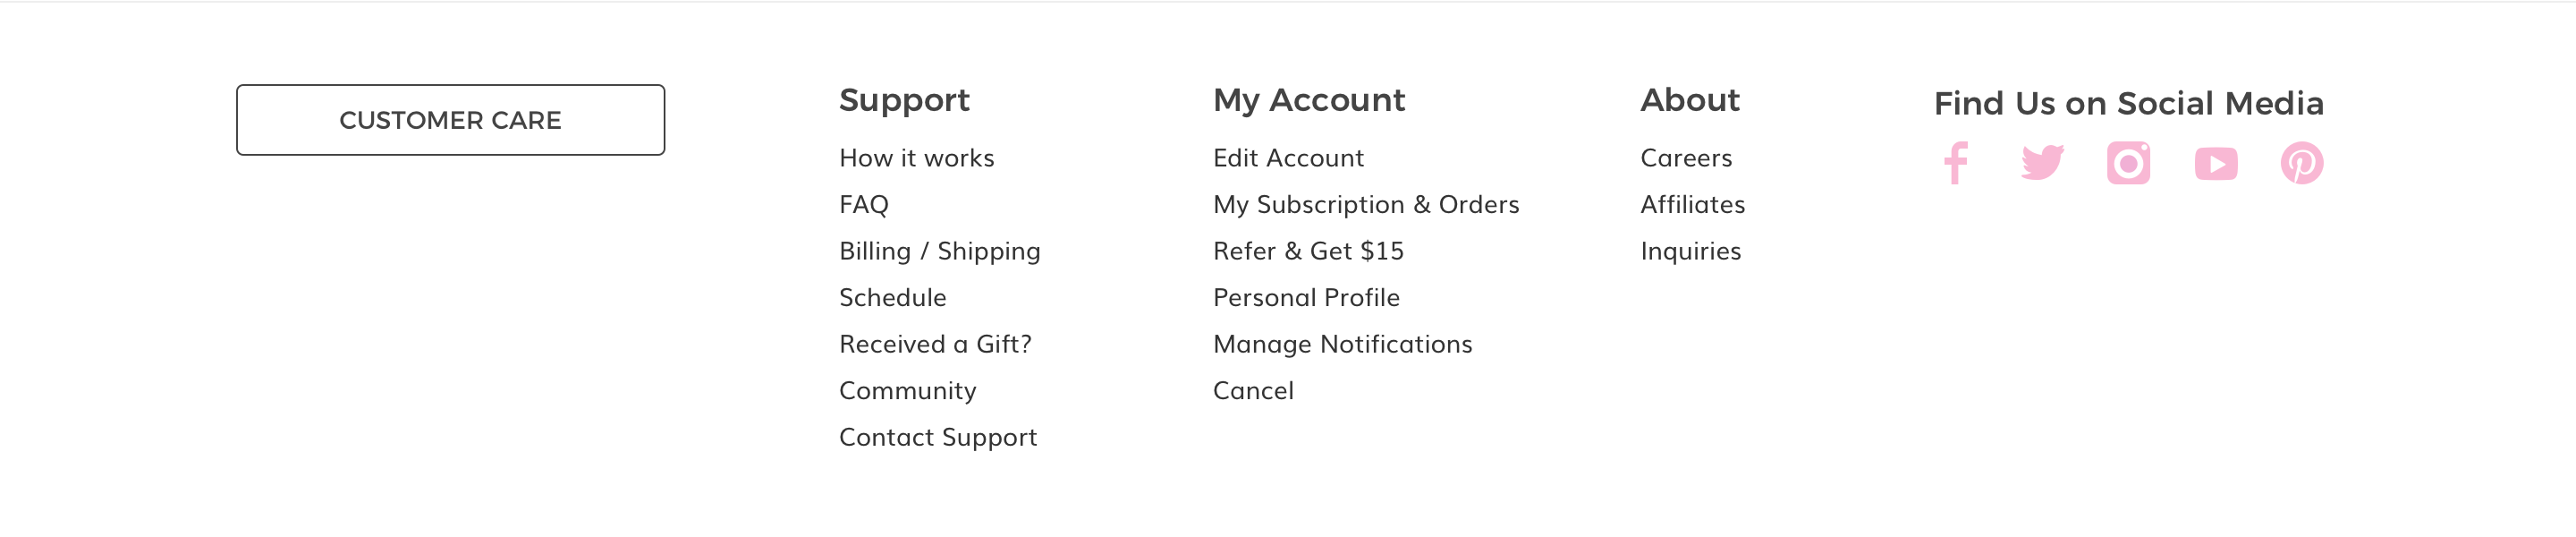 CUSTOMER CARE
Support
How it works
FAQ
Billing / Shipping
Schedule
Received a Gift?
Community
Contact Support
My Account
Edit Account
My Subscription & Orders
Refer & Get $15
Personal Profile
Manage Notifications
Cancel
About
Careers
Affiliates
Inquiries
Find Us on Social Media